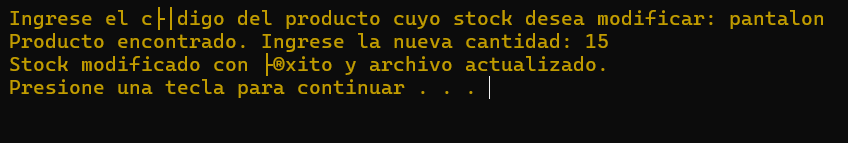 Ingrese el c├│digo del producto cuyo stock desea modificar: pantalon
Producto encontrado. Ingrese la nueva cantidad: 15
Stock modificado con ├®xito y archivo actualizado.
Presione una tecla para continuar . . .